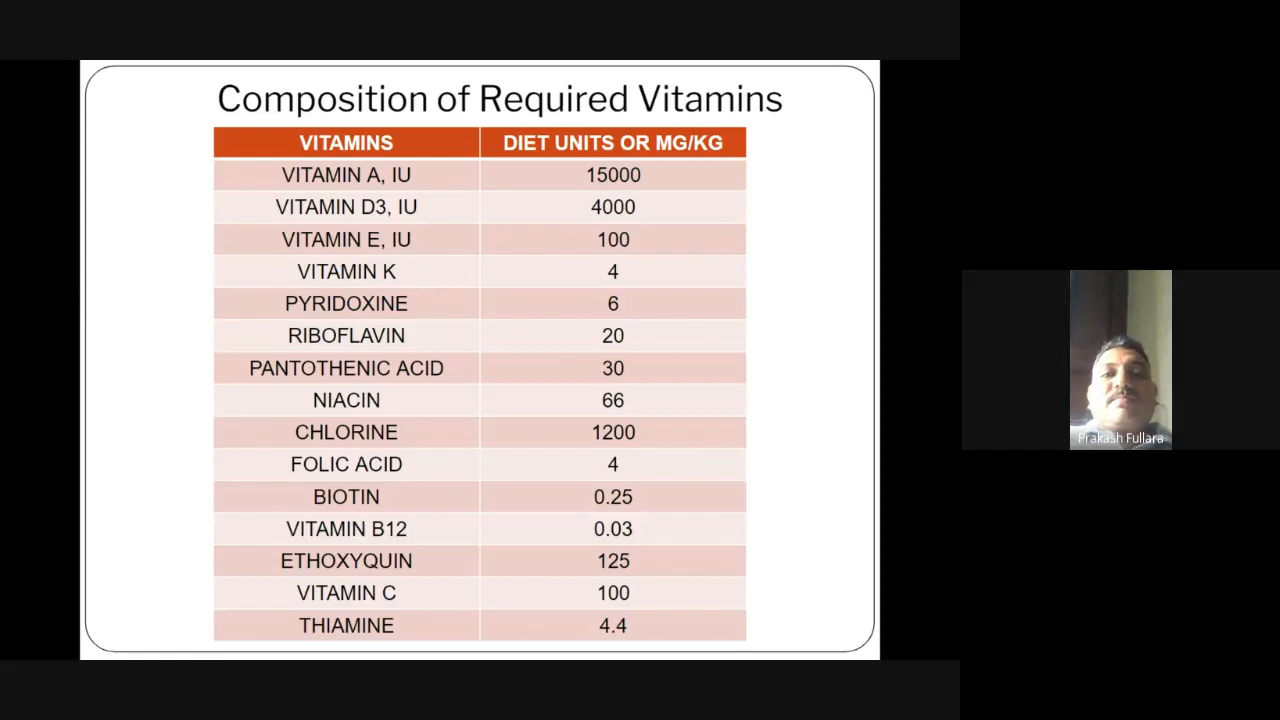 Composition of Required Vitamins
VITAMINS DIET UNITS OR MG/KG
VITAMIN A, IU 15000
VITAMIN D3, IU 4000
VITAMIN E, IU 100
VITAMIN K 4
PYRIDOXINE 6
RIBOFLAVIN 20
PANTOTHENIC ACID 30
NIACIN 66
CHLORINE 1200
FOLIC ACID 4
BIOTIN 0.25
VITAMIN B12 0.03
ETHOXYQUIN 125
VITAMIN C 100
THIAMINE 4.4
Prakash Fullara